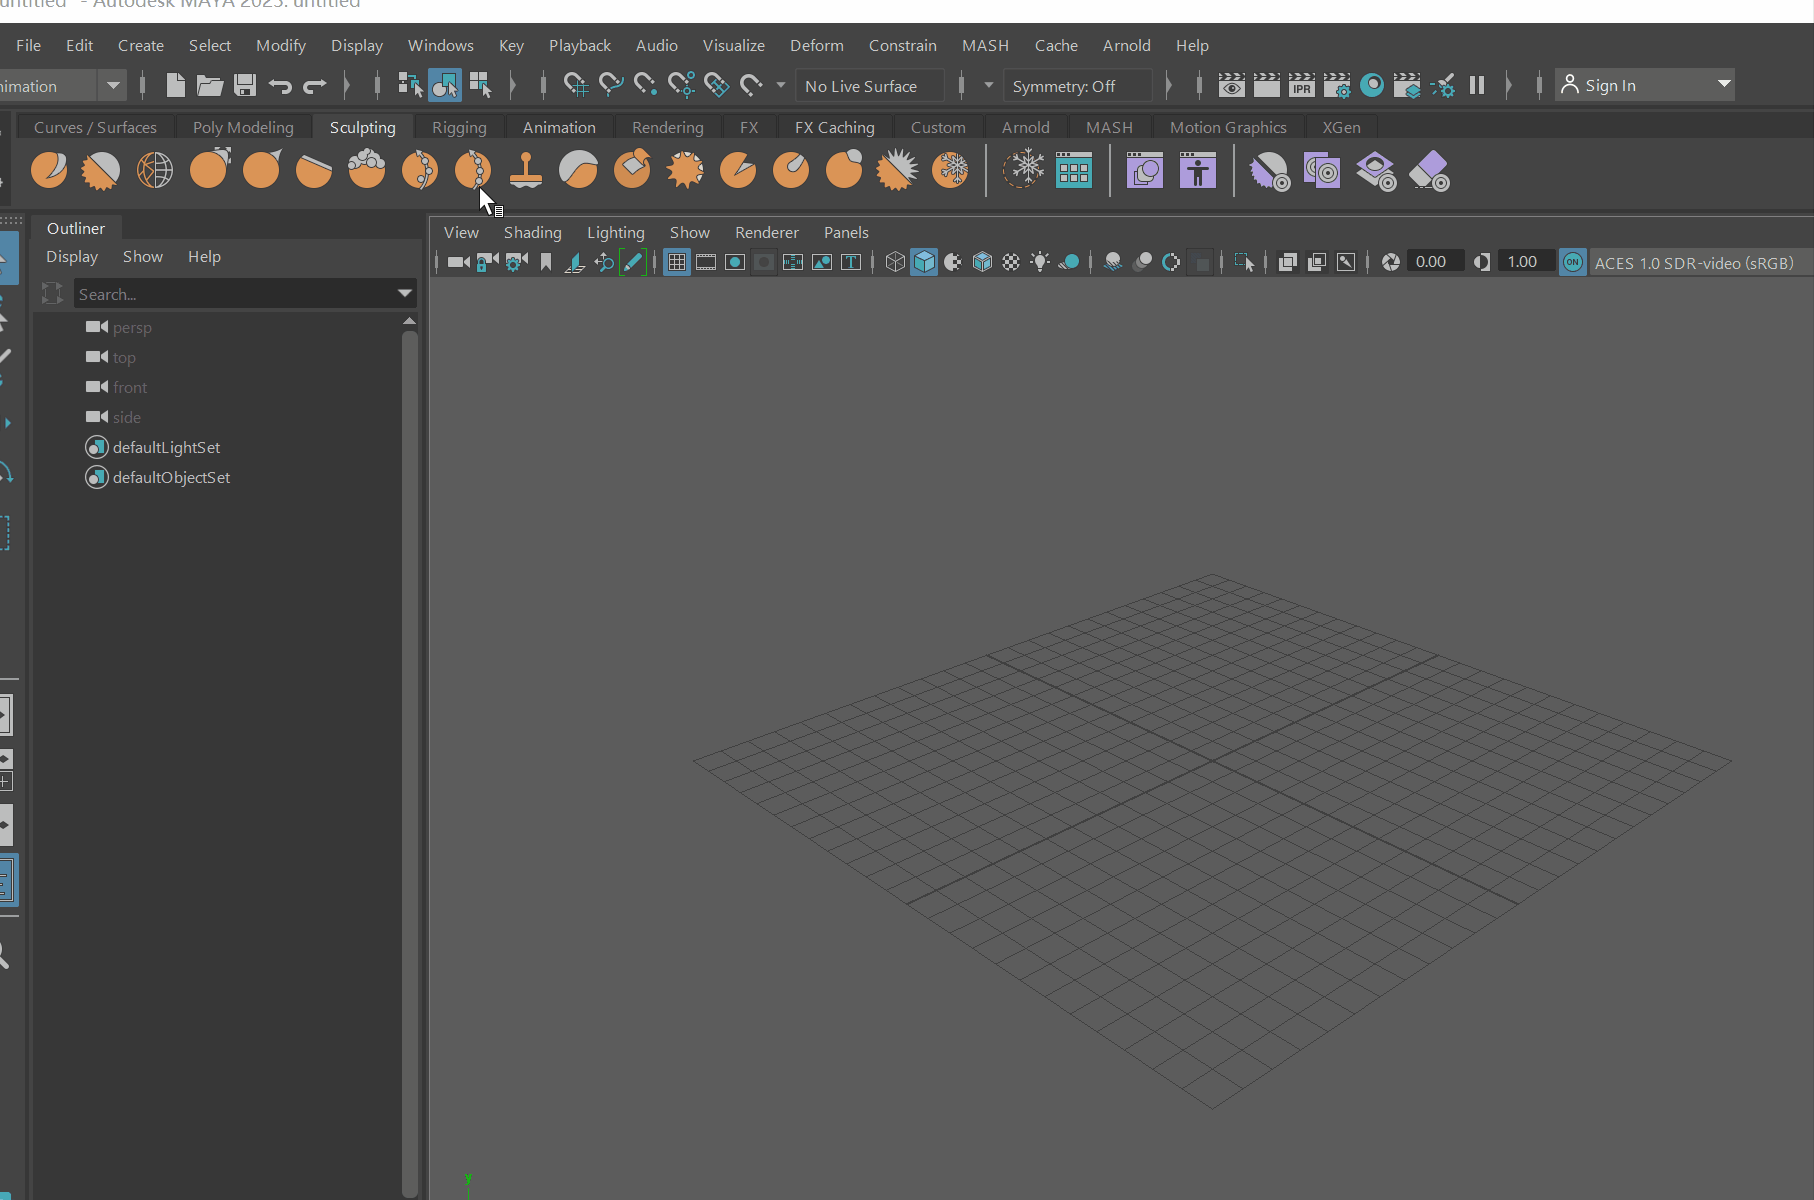 untitled* - Autodesk MAYA 2023: untitled
File Edit Create Select Modify Display Windows Key Playback Audio Visualize Deform Constrain MASH Cache Arnold Help
nimation No Live Surface Symmetry: Off IPR Sign In
Curves / Surfaces Poly Modeling Sculpting Rigging Animation Rendering FX FX Caching Custom Arnold MASH Motion Graphics XGen
Outliner
Display Show Help
Search...
persp
top
front
side
defaultLightSet
defaultObjectSet
View Shading Lighting Show Renderer Panels
T 0.00 1.00 ON ACES 1.0 SDR-video (sRGB)
y